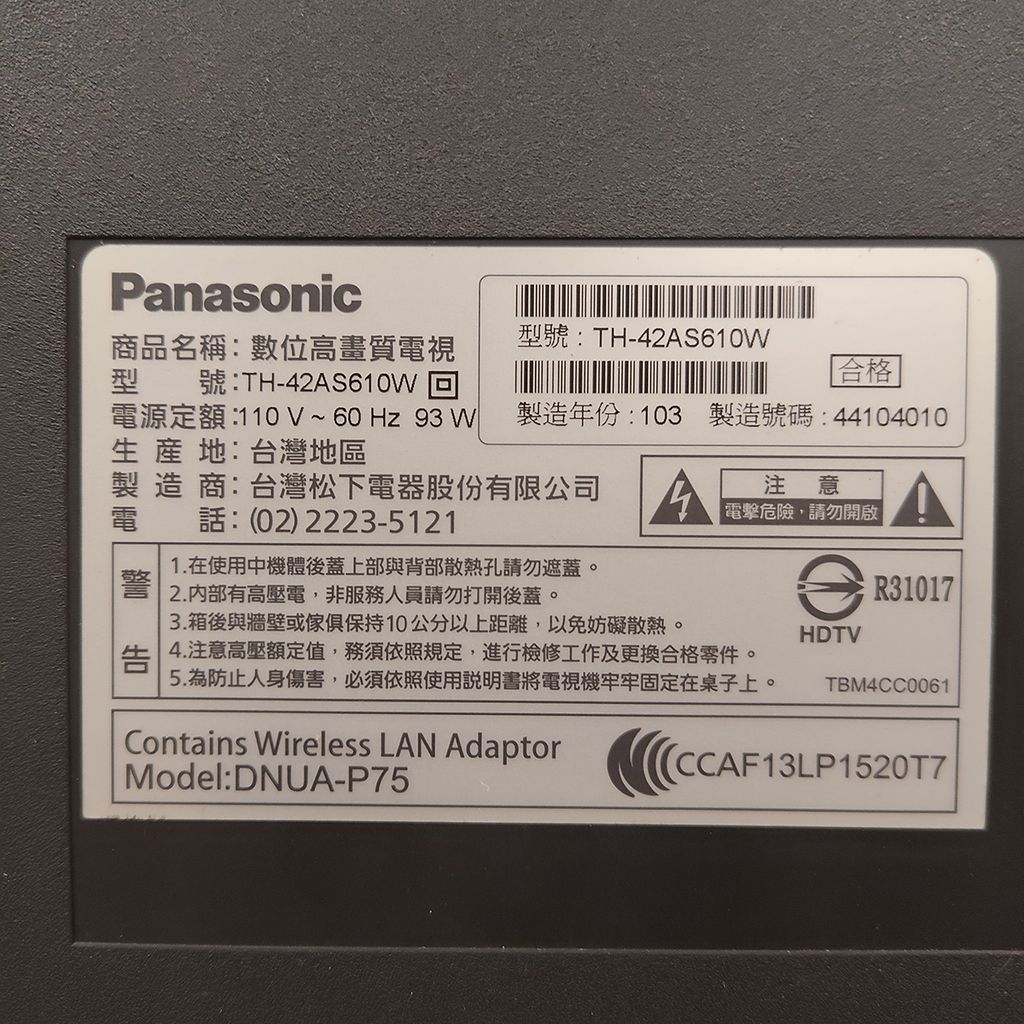 Panasonic
商品名稱：數位高畫質電視
型 號：TH-42AS610W
電源定額：110 V ~ 60 Hz 93 W
生 產 地：台灣地區
製 造 商：台灣松下電器股份有限公司
電 話：(02) 2223-5121
型號：TH-42AS610W
合格
製造年份：103 製造號碼：44104010
注 意
電擊危險，請勿開啟
警告
1.在使用中機體後蓋上部與背部散熱孔請勿遮蓋。
2.內部有高壓電，非服務人員請勿打開後蓋。
3.箱後與牆壁或傢俱保持10公分以上距離，以免妨礙散熱。
4.注意高壓額定值，務須依照規定，進行檢修工作及更換合格零件。
5.為防止人身傷害，必須依照使用説明書將電視機牢牢固定在桌子上。
R31017
HDTV
TBM4CC0061
Contains Wireless LAN Adaptor
Model:DNUA-P75
CCAF13LP1520T7